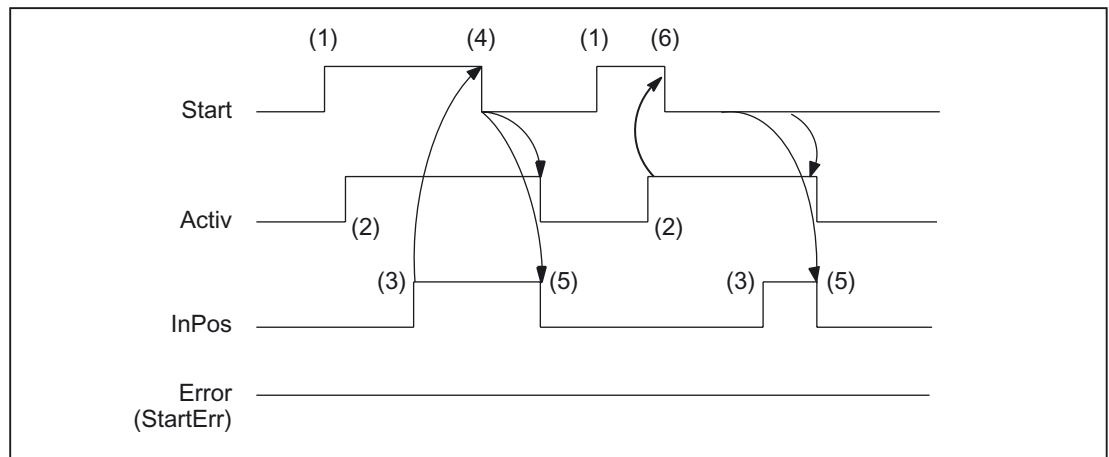 (1) (4) (1) (6)
Start
Activ
(2) (2)
(3) (5) (3) (5)
InPos
Error
(StartErr)